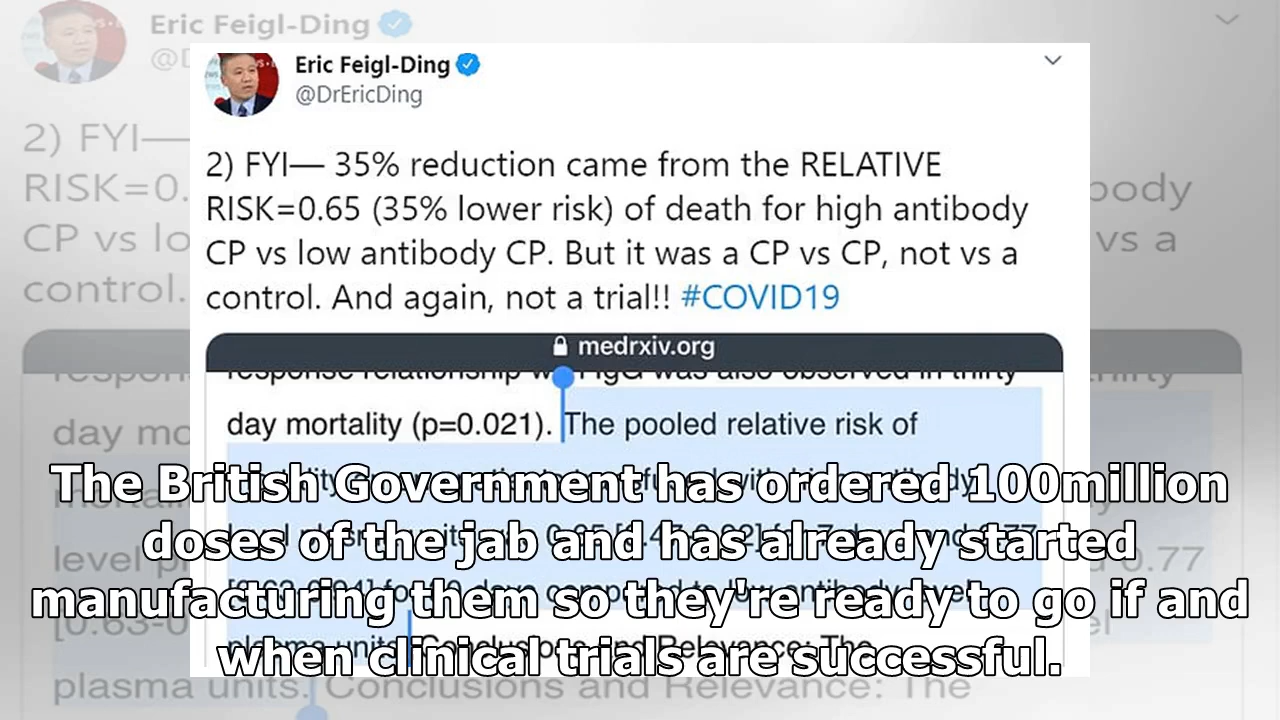 Eric Feigl-Ding
@DrEricDing
2) FYI— 35% reduction came from the RELATIVE
RISK=0.65 (35% lower risk) of death for high antibody
CP vs low antibody CP. But it was a CP vs CP, not vs a
control. And again, not a trial!! #COVID19
medrxiv.org
day mortality (p=0.021). The pooled relative risk of
The British Government has ordered 100million
doses of the jab and has already started
manufacturing them so they're ready to go if and
when clinical trials are successful.
plasma units. Conclusions and Relevance: The